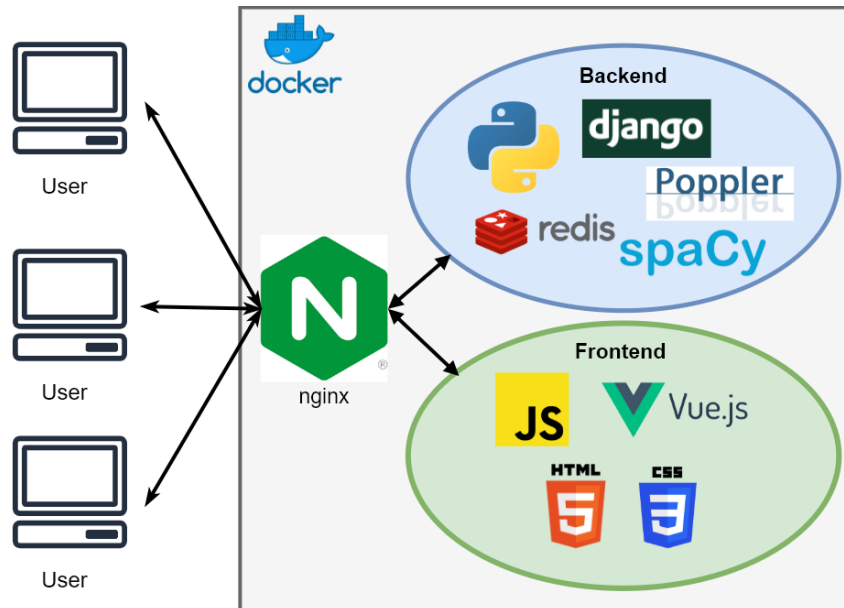 docker
User
User
User
nginx
®
Backend
django
Poppler
redis
spaCy
Frontend
JS
Vue.js
HTML
5
CSS
3